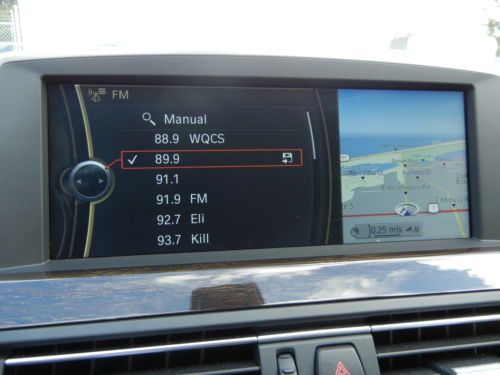 FM
Manual
88.9 WQCS
89.9
91.1
91.9 FM
92.7 Eli
93.7 Kill
0.25 mls
N
1